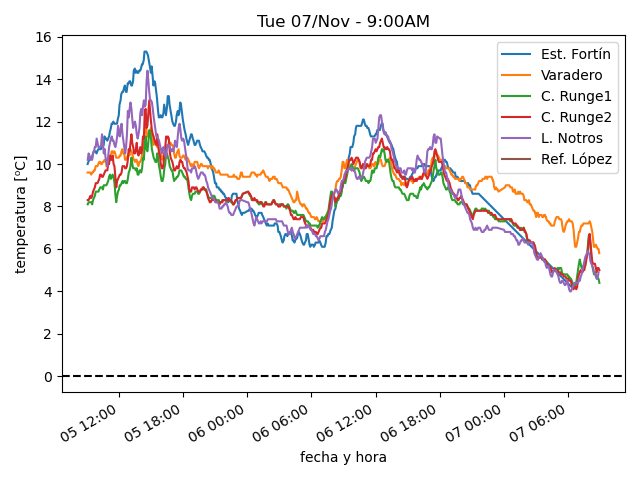 Tue 07/Nov - 9:00AM
Est. Fortín
Varadero
C. Runge1
C. Runge2
L. Notros
Ref. López
temperatura [ºC]
16
14
12
10
8
6
4
2
0
05 12:00
05 18:00
06 00:00
06 06:00
06 12:00
06 18:00
07 00:00
07 06:00
fecha y hora